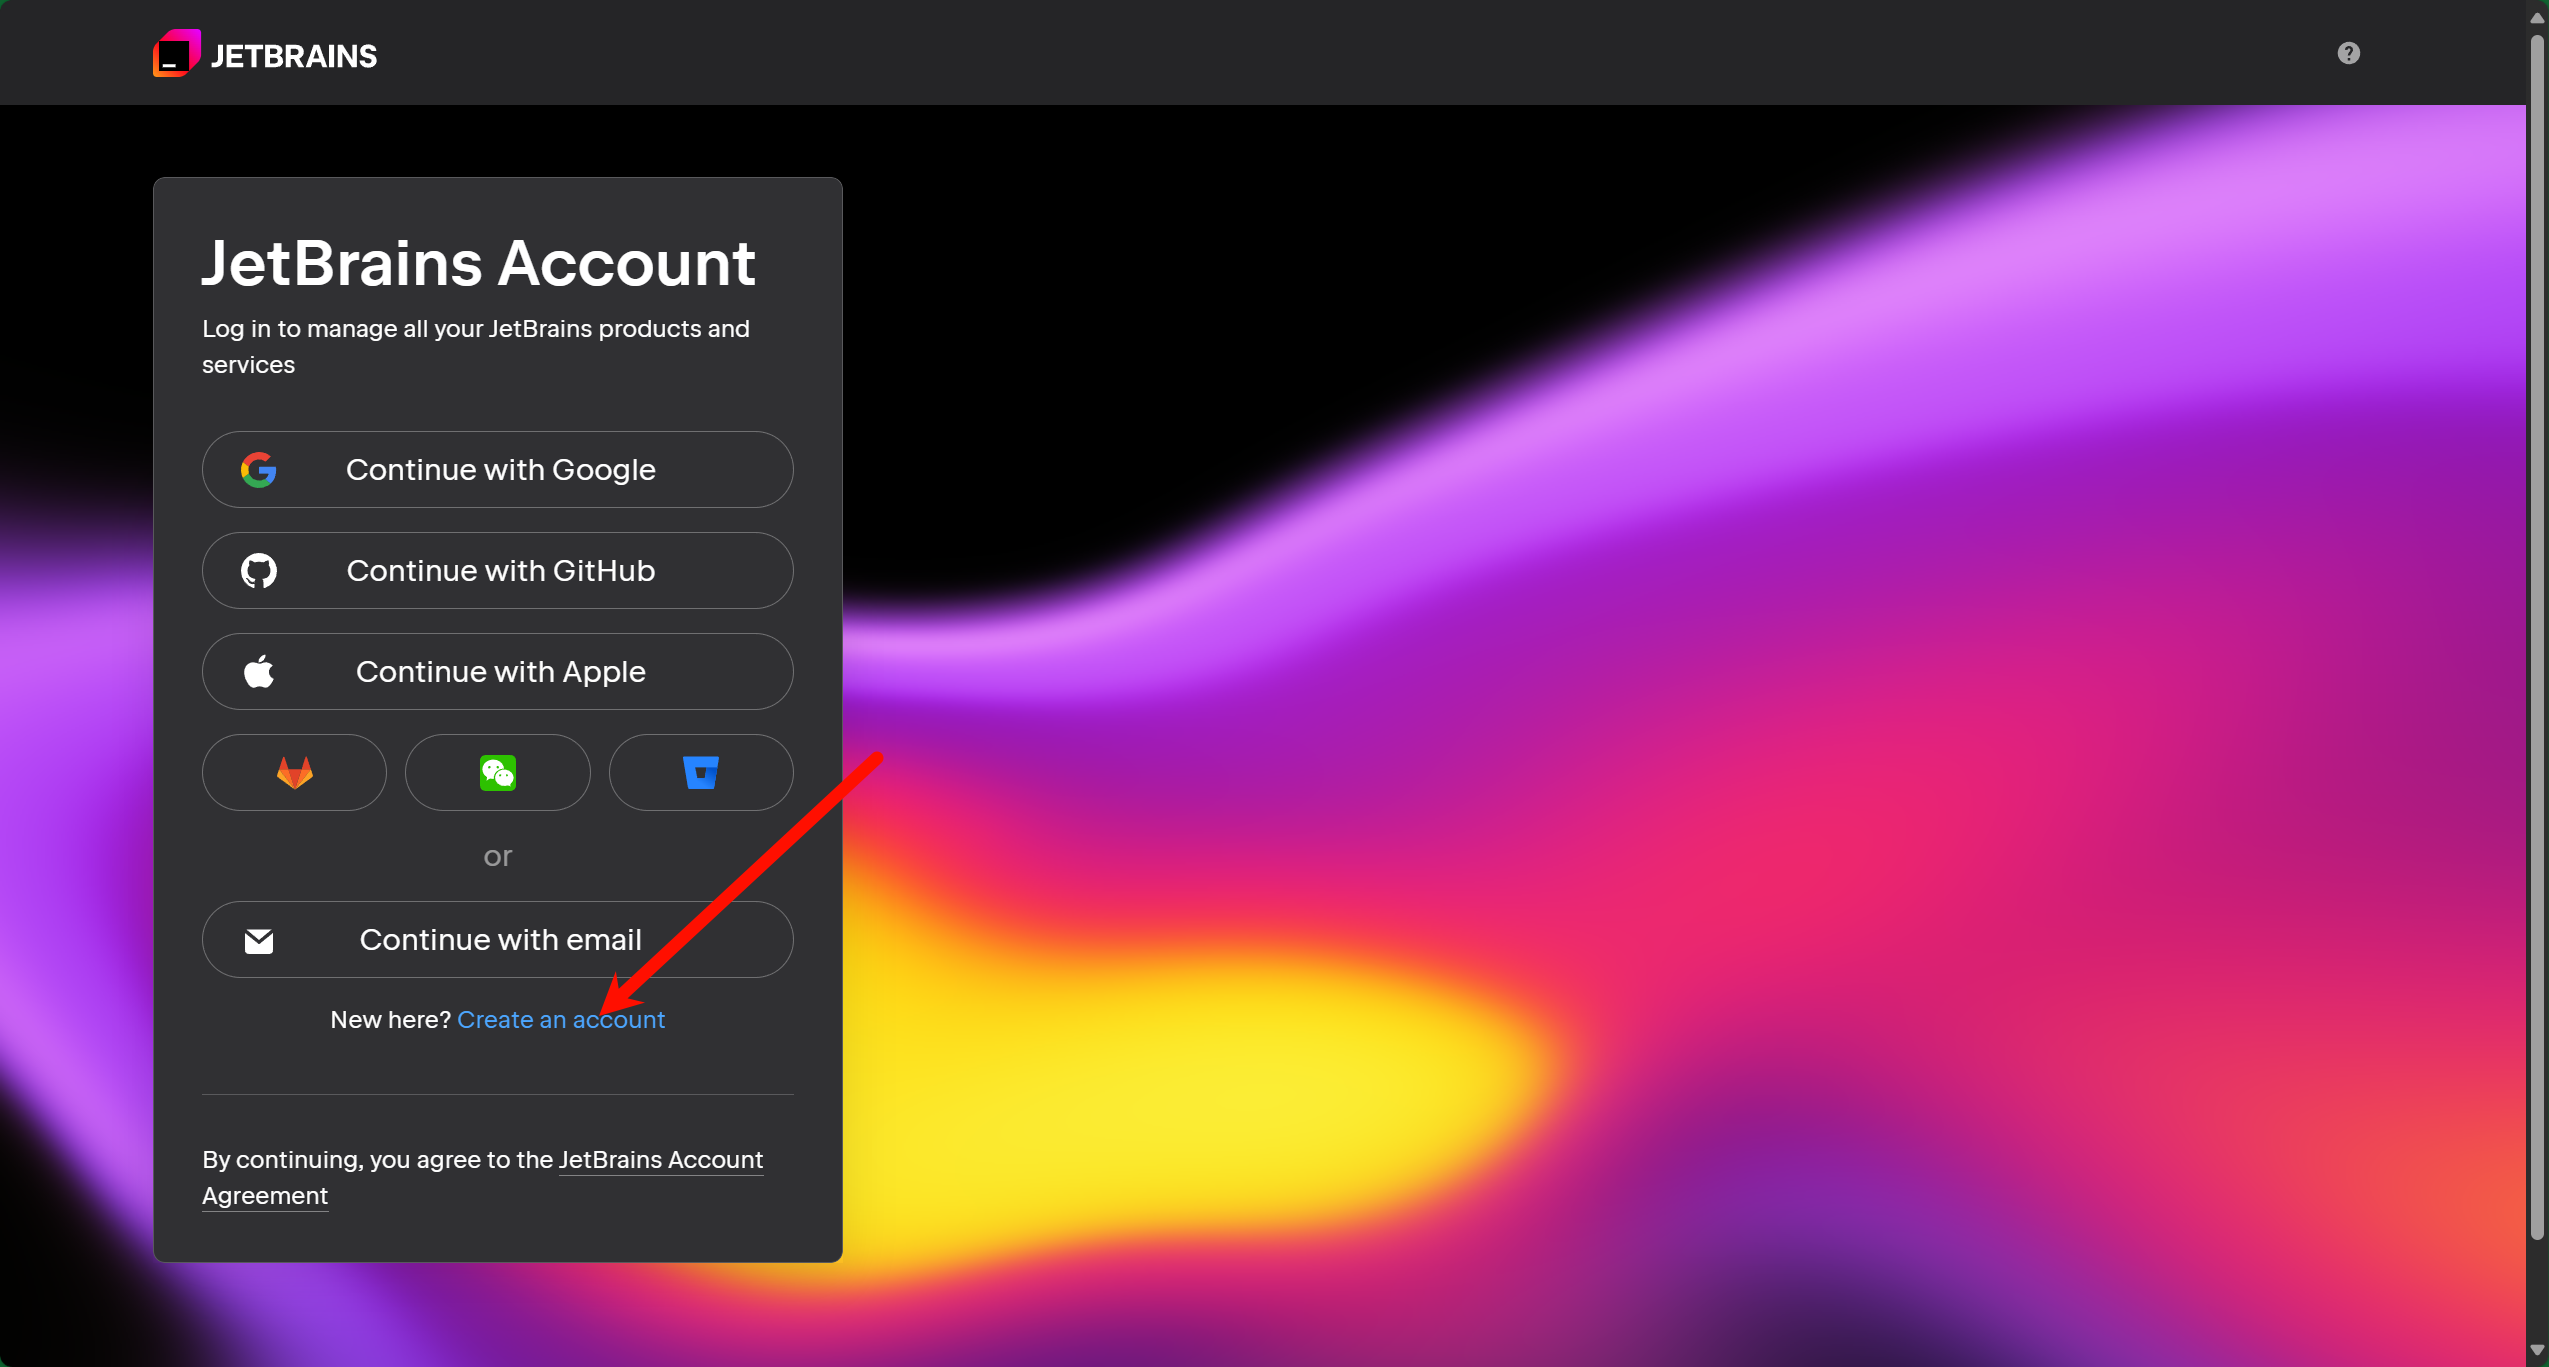 JETBRAINS
JetBrains Account
Log in to manage all your JetBrains products and
services
Continue with Google
Continue with GitHub
Continue with Apple
or
Continue with email
New here? Create an account
By continuing, you agree to the JetBrains Account
Agreement